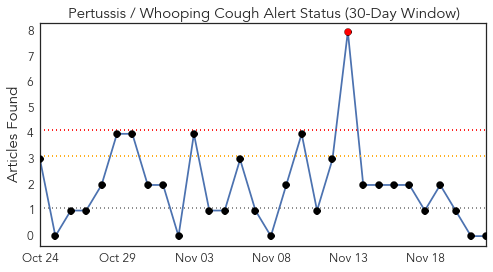 Pertussis / Whooping Cough Alert Status (30-Day Window)
Articles Found
8
7
6
5
4
3
2
1
0
Oct 24
Oct 29
Nov 03
Nov 08
Nov 13
Nov 18